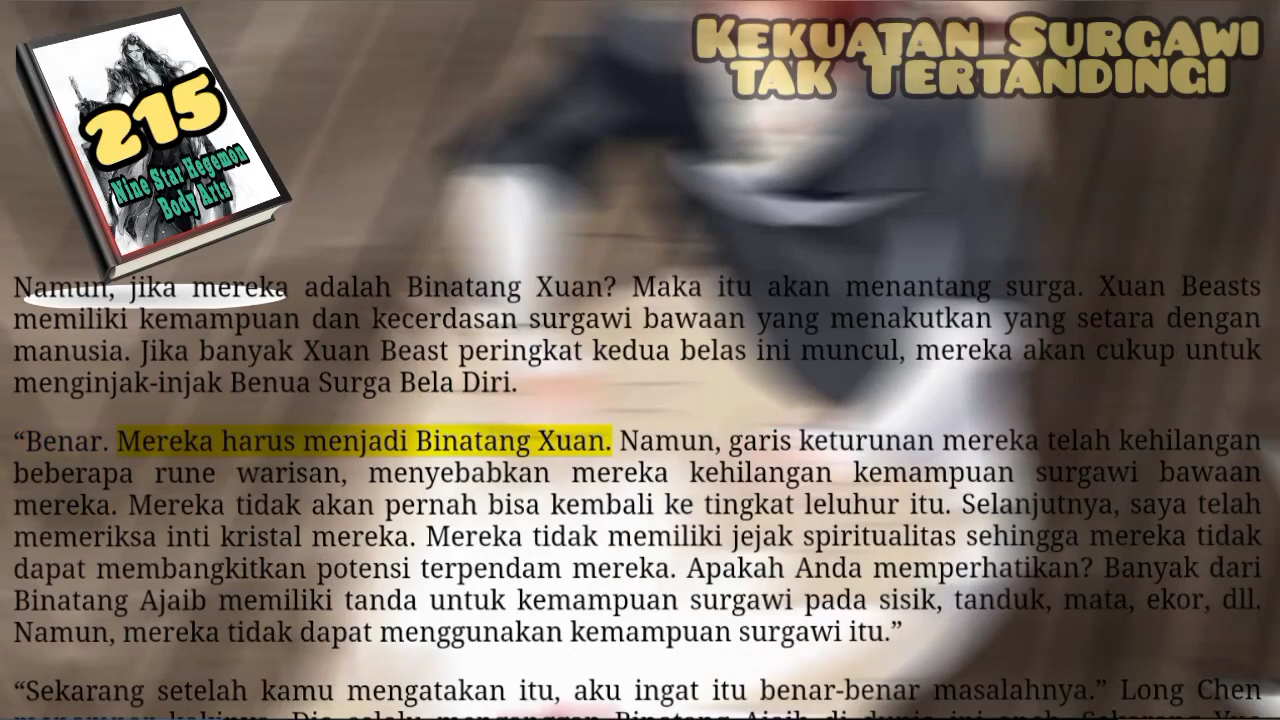 215
Nine Star Hegemon
Body Arts
Kekuatan Surgawi
tak Tertandingi
Namun, jika mereka adalah Binatang Xuan? Maka itu akan menantang surga. Xuan Beasts
memiliki kemampuan dan kecerdasan surgawi bawaan yang menakutkan yang setara dengan
manusia. Jika banyak Xuan Beast peringkat kedua belas ini muncul, mereka akan cukup untuk
menginjak-injak Benua Surga Bela Diri.
“Benar. Mereka harus menjadi Binatang Xuan. Namun, garis keturunan mereka telah kehilangan
beberapa rune warisan, menyebabkan mereka kehilangan kemampuan surgawi bawaan
mereka. Mereka tidak akan pernah bisa kembali ke tingkat leluhur itu. Selanjutnya, saya telah
memeriksa inti kristal mereka. Mereka tidak memiliki jejak spiritualitas sehingga mereka tidak
dapat membangkitkan potensi terpendam mereka. Apakah Anda memperhatikan? Banyak dari
Binatang Ajaib memiliki tanda untuk kemampuan surgawi pada sisik, tanduk, mata, ekor, dll.
Namun, mereka tidak dapat menggunakan kemampuan surgawi itu.”
“Sekarang setelah kamu mengatakan itu, aku ingat itu benar-benar masalahnya.” Long Chen